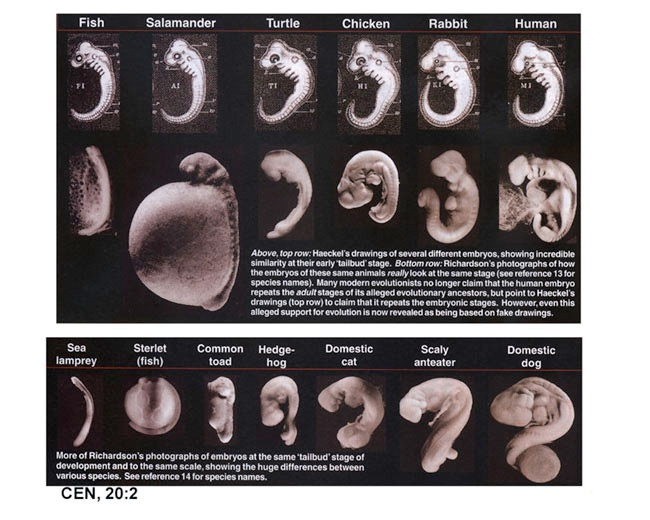 Fish Salamander Turtle Chicken Rabbit Human
FI AI TI HI KI MI
Above, top row: Haeckel's drawings of several different embryos, showing incredible
similarity at their early 'tailbud' stage. Bottom row: Richardson's photographs of how
the embryos of these same animals really look at the same stage (see reference 13 for
species names). Many modern evolutionists no longer claim that the human embryo
repeats the adult stages of its alleged evolutionary ancestors, but point to Haeckel's
drawings (top row) to claim that it repeats the embryonic stages. However, even this
alleged support for evolution is now revealed as being based on fake drawings.
Sea Sterlet Common Hedge- Domestic Scaly Domestic
lamprey (fish) toad hog cat anteater dog
More of Richardson's photographs of embryos at the same 'tailbud' stage of
development and to the same scale, showing the huge differences between
various species. See reference 14 for species names.
CEN, 20:2